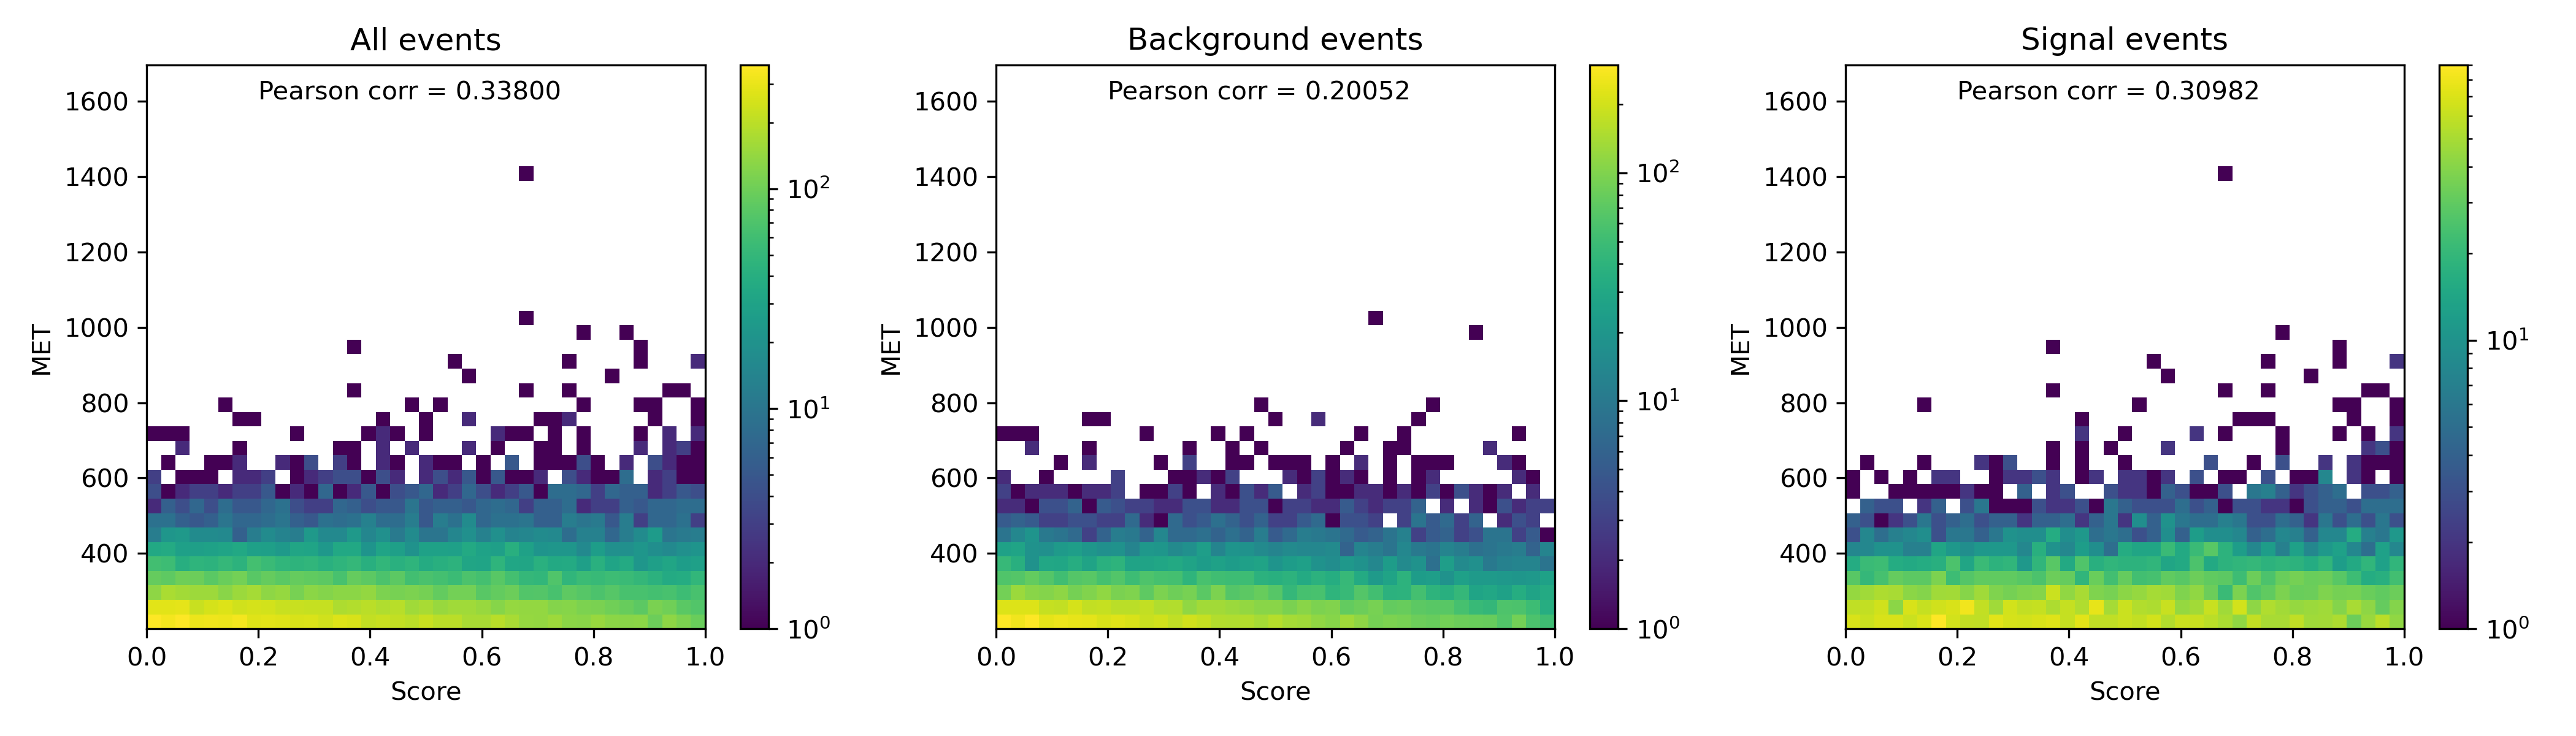 All events
Pearson corr = 0.33800
1600
1400
1200
1000
800
600
400
MET
0.0 0.2 0.4 0.6 0.8 1.0
Score
10²
10¹
10⁰
Background events
Pearson corr = 0.20052
1600
1400
1200
1000
800
600
400
MET
0.0 0.2 0.4 0.6 0.8 1.0
Score
10²
10¹
10⁰
Signal events
Pearson corr = 0.30982
1600
1400
1200
1000
800
600
400
MET
0.0 0.2 0.4 0.6 0.8 1.0
Score
10¹
10⁰